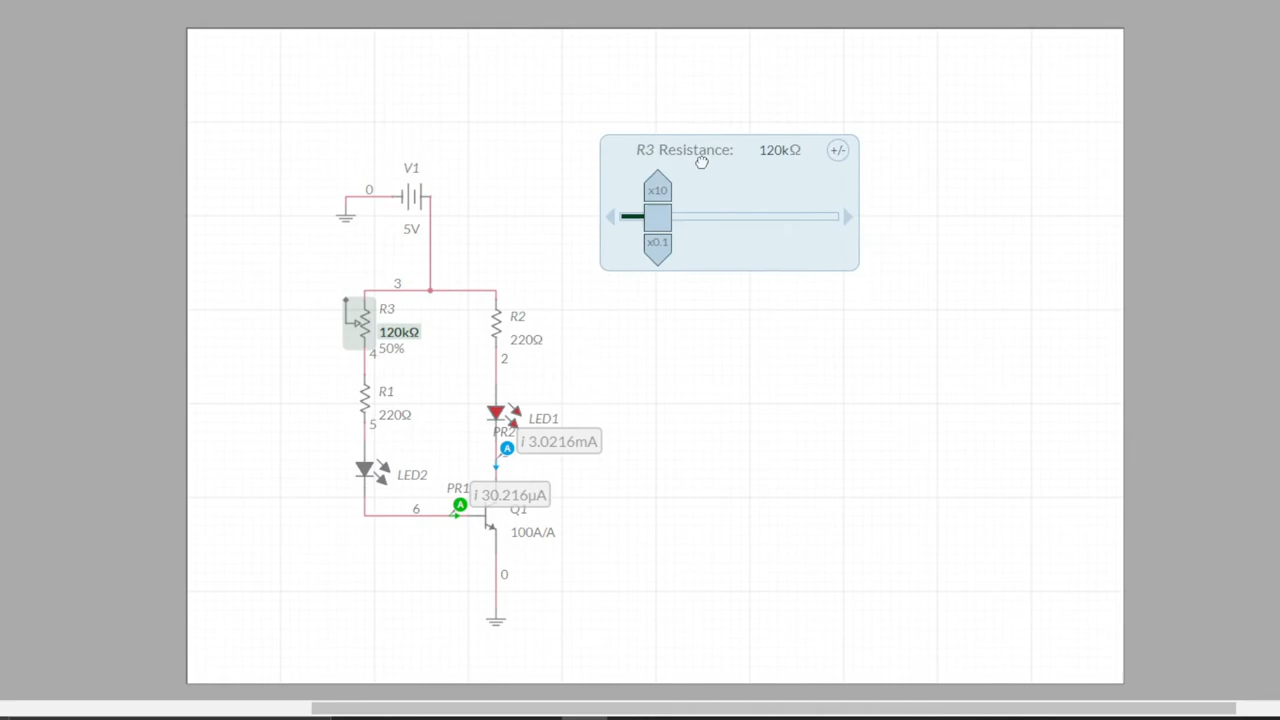 R3 Resistance: 120kΩ +/-
x10
x0.1
V1
0
5V
3
R3
120kΩ
50%
4
R2
220Ω
2
R1
220Ω
5
LED1
PR2
A
i 3.0216mA
LED2
PR1
A
i 30.216µA
6
Q1
100A/A
0